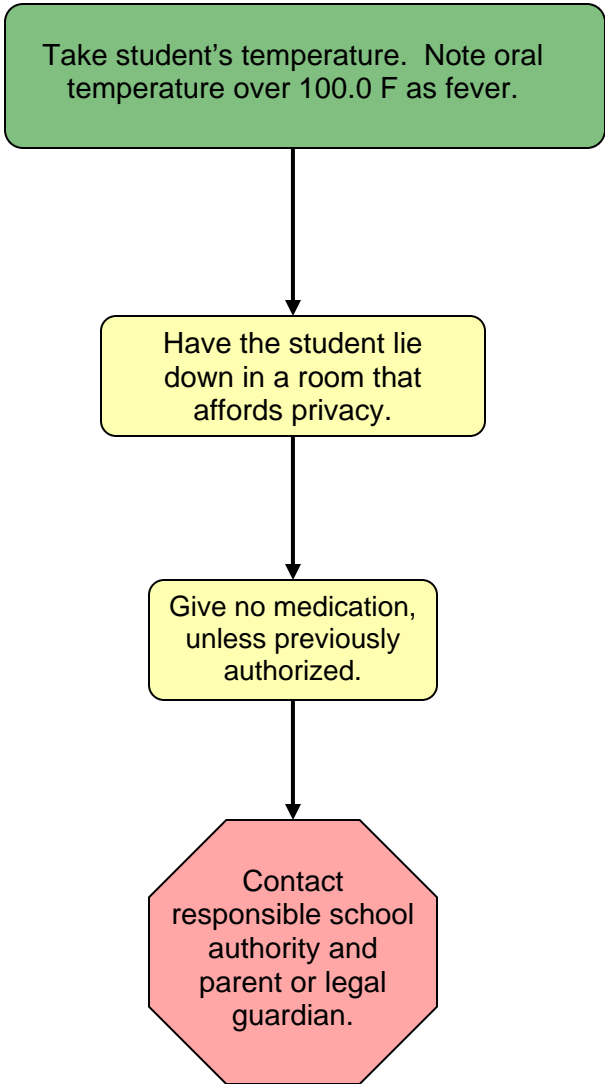 Take student’s temperature.  Note oral
temperature over 100.0 F as fever.
Have the student lie
down in a room that
affords privacy.
Give no medication,
unless previously
authorized.
Contact
responsible school
authority and
parent or legal
guardian.